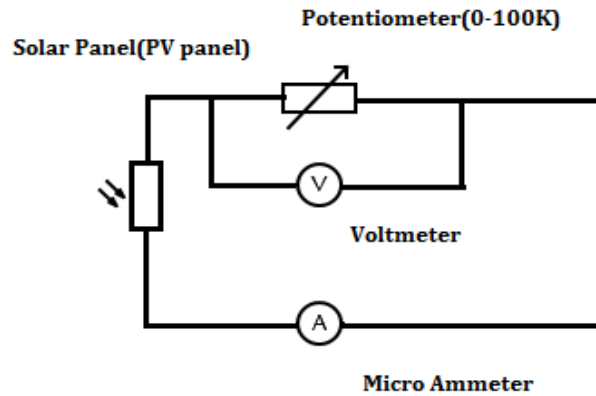 Potentiometer(0-100K)
Solar Panel(PV panel)
V
Voltmeter
A
Micro Ammeter